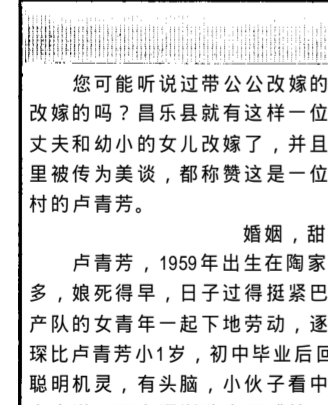 您可能听说过带公公改嫁的
改嫁的吗？昌乐县就有这样一位
丈夫和幼小的女儿改嫁了，并且
里被传为美谈，都称赞这是一位
村的卢青芳。
婚姻，甜
卢青芳，1959年出生在陶家
多，娘死得早，日子过得挺紧巴
产队的女青年一起下地劳动，逐
琛比卢青芳小1岁，初中毕业后回
聪明机灵，有头脑，小伙子看中